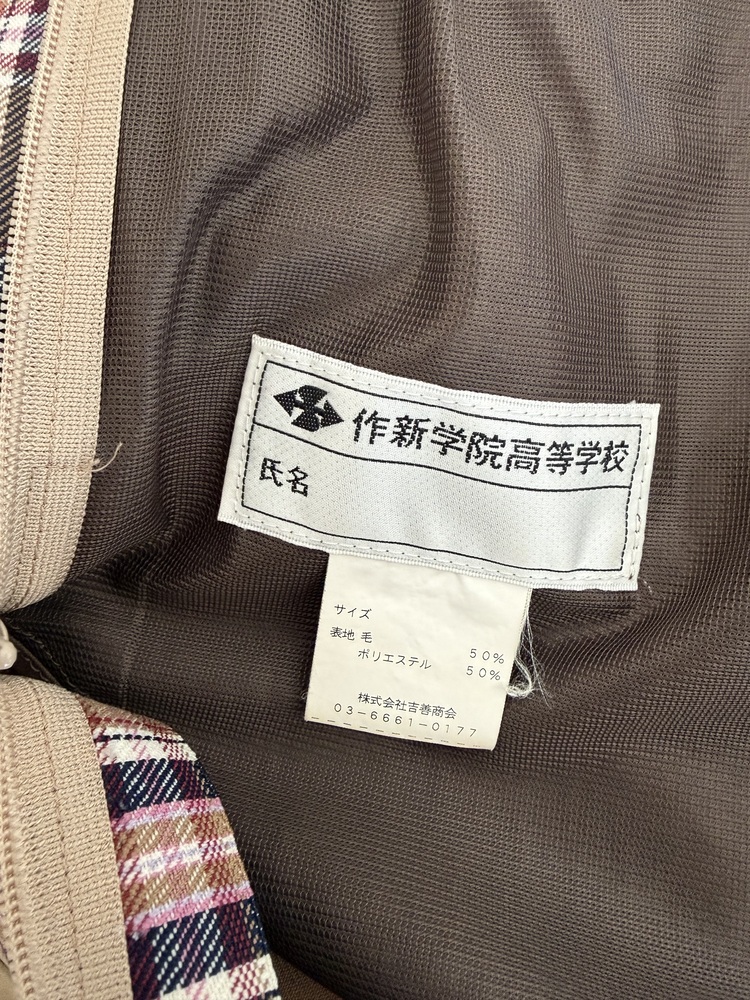 作新学院高等学校
氏名
サイズ
表地 毛 50%
ポリエステル 50%
株式会社吉善商会
03-6661-0177